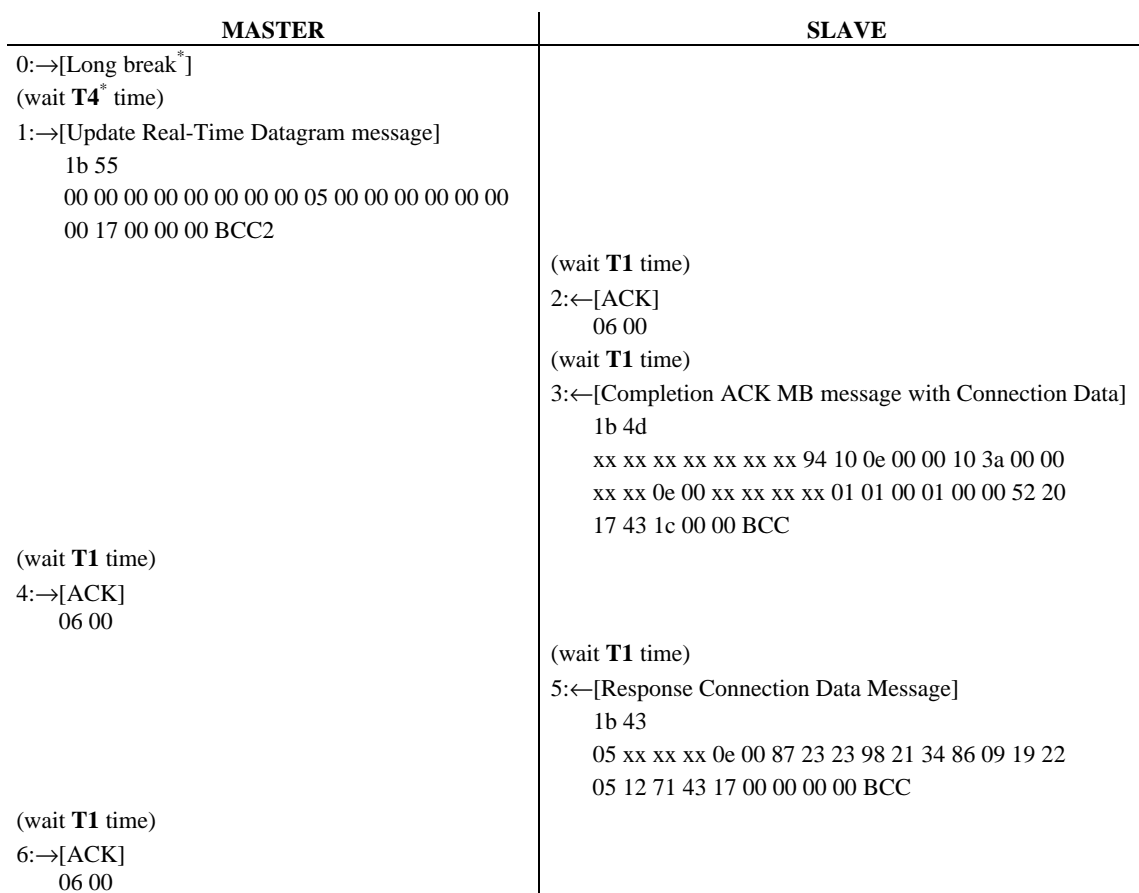 MASTER SLAVE
0:→[Long break*]
(wait T4* time)
1:→[Update Real-Time Datagram message]
1b 55
00 00 00 00 00 00 00 00 05 00 00 00 00 00 00
00 17 00 00 00 BCC2
(wait T1 time)
2:←[ACK]
06 00
(wait T1 time)
3:←[Completion ACK MB message with Connection Data]
1b 4d
xx xx xx xx xx xx xx 94 10 0e 00 00 10 3a 00 00
xx xx 0e 00 xx xx xx xx 01 01 00 01 00 00 52 20
17 43 1c 00 00 BCC
(wait T1 time)
4:→[ACK]
06 00
(wait T1 time)
5:←[Response Connection Data Message]
1b 43
05 xx xx xx 0e 00 87 23 23 98 21 34 86 09 19 22
05 12 71 43 17 00 00 00 00 BCC
(wait T1 time)
6:→[ACK]
06 00